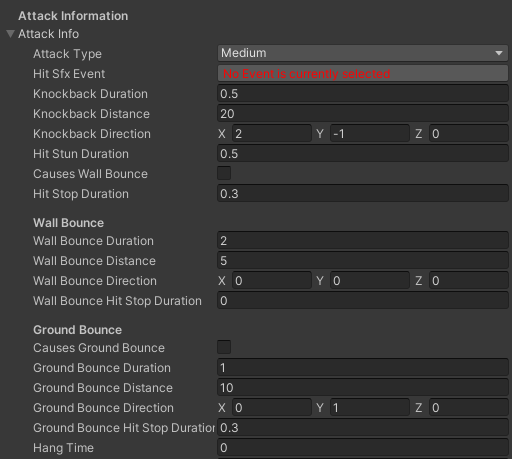 Attack Information
Attack Info
Attack Type Medium
Hit Sfx Event No Event is currently selected
Knockback Duration 0.5
Knockback Distance 20
Knockback Direction X 2 Y -1 Z 0
Hit Stun Duration 0.5
Causes Wall Bounce
Hit Stop Duration 0.3
Wall Bounce
Wall Bounce Duration 2
Wall Bounce Distance 5
Wall Bounce Direction X 0 Y 0 Z 0
Wall Bounce Hit Stop Duration 0
Ground Bounce
Causes Ground Bounce
Ground Bounce Duration 1
Ground Bounce Distance 10
Ground Bounce Direction X 0 Y 1 Z 0
Ground Bounce Hit Stop Duration 0.3
Hang Time 0